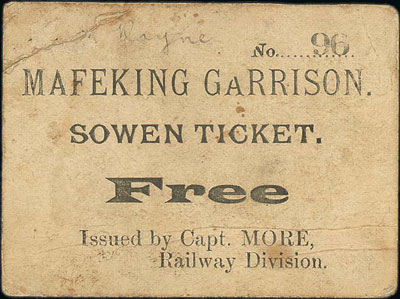 Rayne
No. 96
MAFEKING GARRISON.
SOWEN TICKET.
Free
Issued by Capt. MORE,
Railway Division.